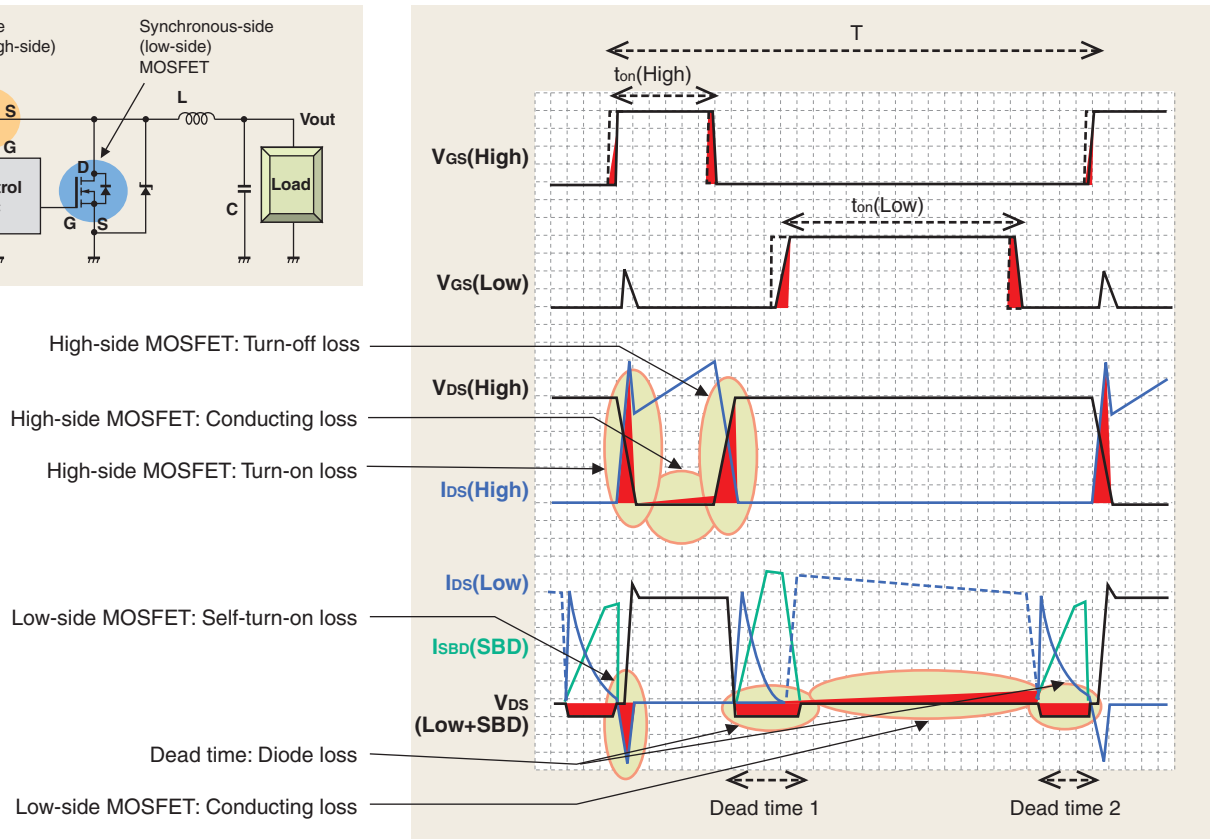 gh-side)
Synchronous-side
(low-side)
MOSFET
L
S
G
Vout
D
Load
C
G
S
T
ton(High)
VGS(High)
ton(Low)
VGS(Low)
High-side MOSFET: Turn-off loss
VDS(High)
High-side MOSFET: Conducting loss
High-side MOSFET: Turn-on loss
IDS(High)
IDS(Low)
Low-side MOSFET: Self-turn-on loss
ISBD(SBD)
VDS
(Low+SBD)
Dead time: Diode loss
Low-side MOSFET: Conducting loss
Dead time 1
Dead time 2